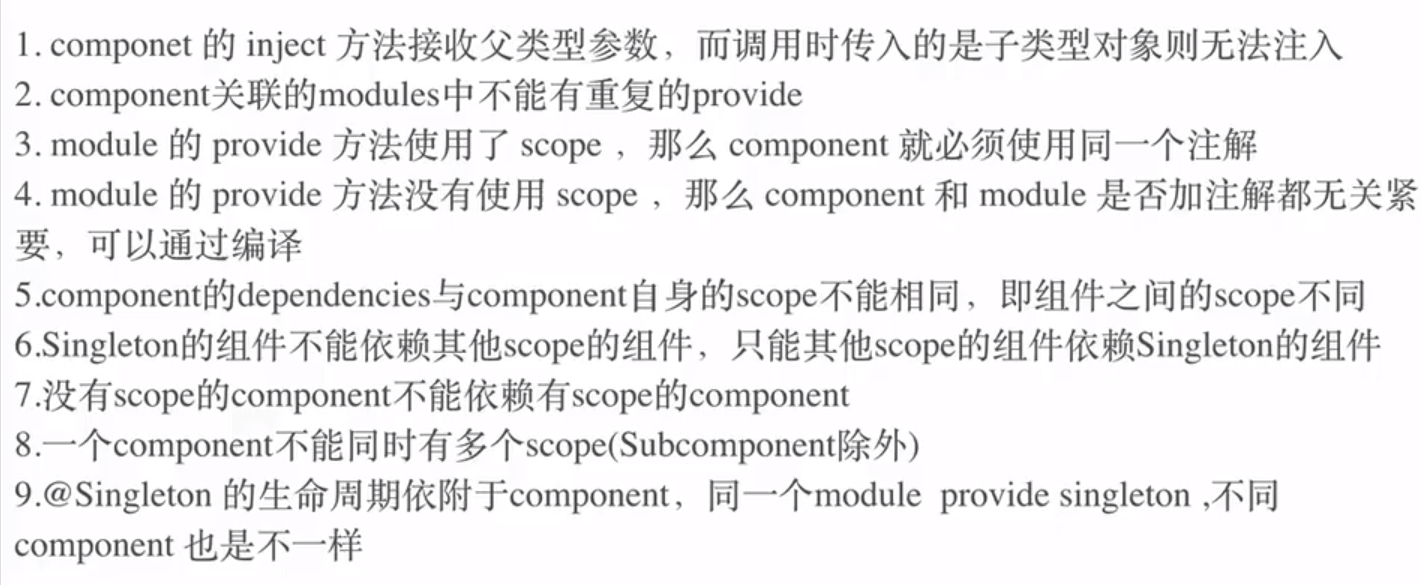 1. componet 的 inject 方法接收父类型参数，而调用时传入的是子类型对象则无法注入
2. component关联的modules中不能有重复的provide
3. module 的 provide 方法使用了 scope ，那么 component 就必须使用同一个注解
4. module 的 provide 方法没有使用 scope ，那么 component 和 module 是否加注解都无关紧
要，可以通过编译
5.component的dependencies与component自身的scope不能相同，即组件之间的scope不同
6.Singleton的组件不能依赖其他scope的组件，只能其他scope的组件依赖Singleton的组件
7.没有scope的component不能依赖有scope的component
8.一个component不能同时有多个scope(Subcomponent除外)
9.@Singleton 的生命周期依附于component，同一个module  provide singleton ,不同
component 也是不一样